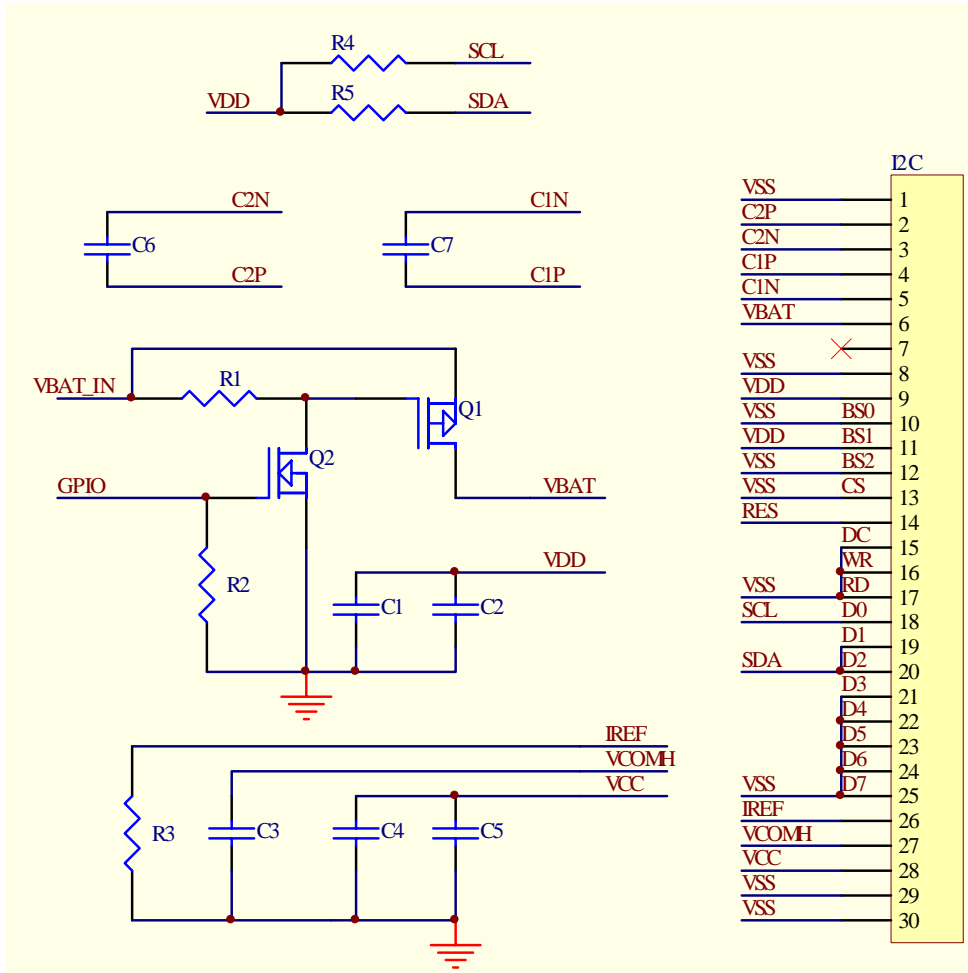 R4 SCL
VDD R5 SDA
C2N C1N
C6 C7
C2P C1P
VBAT_IN R1 Q1
Q2
GPIO VBAT
VDD
R2 C1 C2
IREF
VCOMH
VCC
R3 C3 C4 C5
I2C
VSS 1
C2P 2
C2N 3
C1P 4
C1N 5
VBAT 6
7
VSS 8
VDD 9
VSS BS0 10
VDD BS1 11
VSS BS2 12
VSS CS 13
RES 14
DC 15
WR 16
VSS RD 17
SCL D0 18
D1 19
SDA D2 20
D3 21
D4 22
D5 23
D6 24
VSS D7 25
IREF 26
VCOMH 27
VCC 28
VSS 29
VSS 30